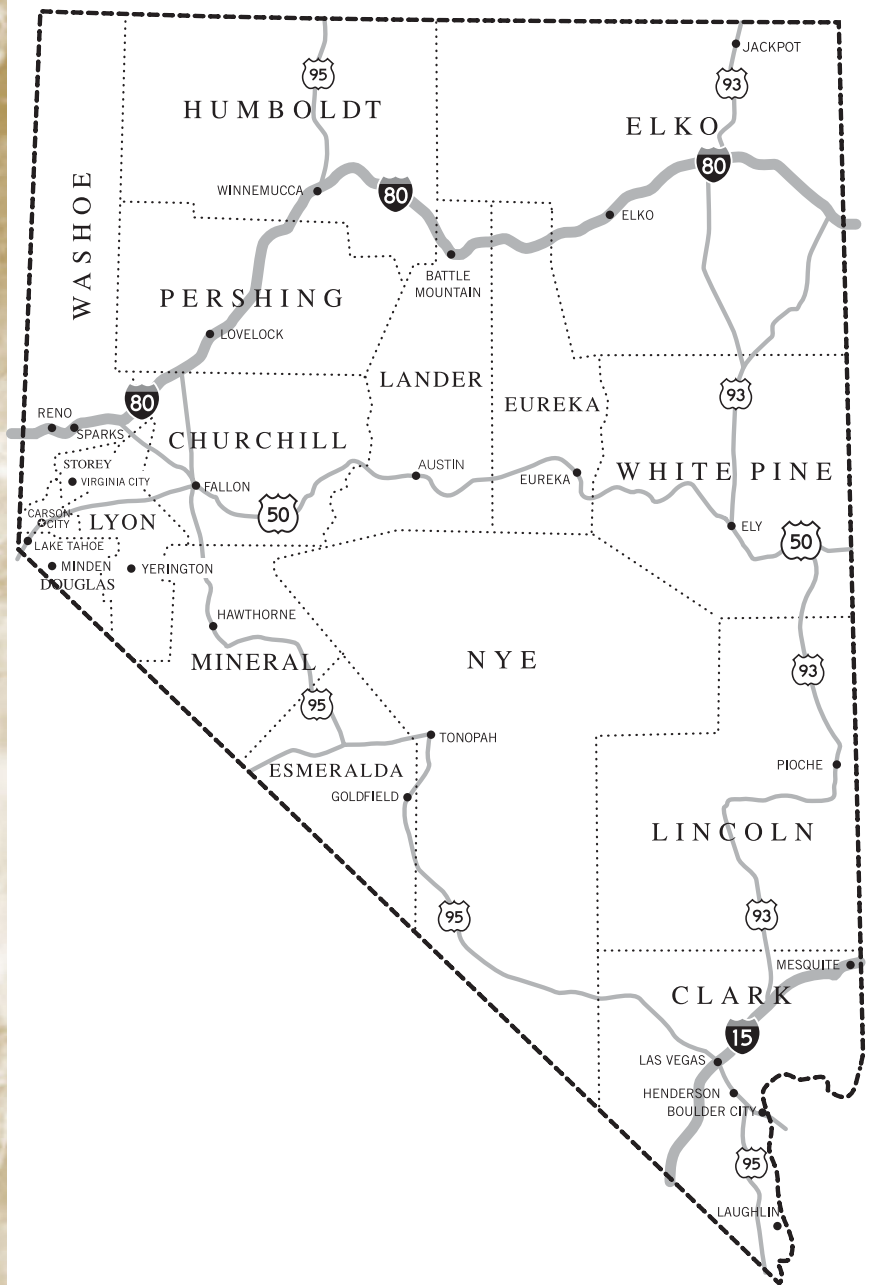 JACKPOT
95
93
HUMBOLDT
ELKO
80
WASHOE
WINNEMUCCA
80
ELKO
BATTLE
MOUNTAIN
PERSHING
LOVELOCK
LANDER
93
80
EUREKA
RENO
SPARKS
CHURCHILL
STOREY
VIRGINIA CITY
AUSTIN
EUREKA
WHITE PINE
FALLON
50
CARSON
CITY
LYON
ELY
50
LAKE TAHOE
MINDEN
YERINGTON
DOUGLAS
HAWTHORNE
MINERAL
NYE
93
95
TONOPAH
PIOCHE
ESMERALDA
GOLDFIELD
LINCOLN
95
93
MESQUITE
CLARK
15
LAS VEGAS
HENDERSON
BOULDER CITY
95
LAUGHLIN